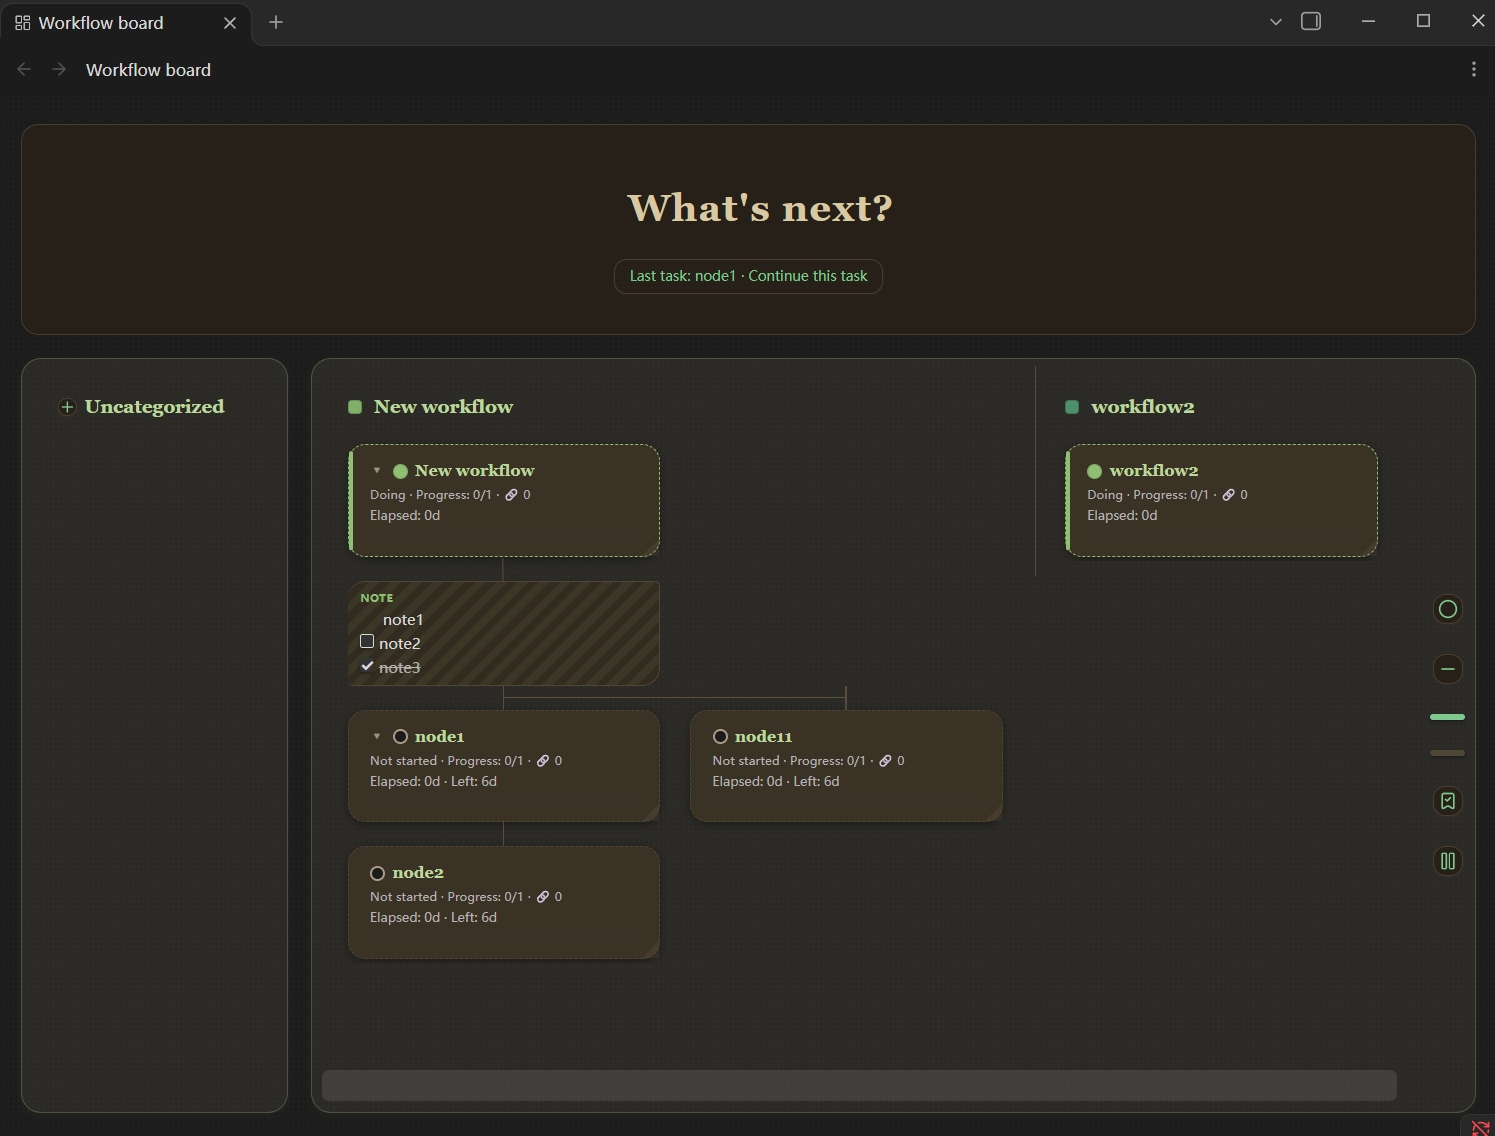 Workflow board
Workflow board
What's next?
Last task: node1 · Continue this task
Uncategorized
New workflow
New workflow
Doing · Progress: 0/1 · 🔗 0
Elapsed: 0d
NOTE
note1
note2
note3
node1
Not started · Progress: 0/1 · 🔗 0
Elapsed: 0d · Left: 6d
node11
Not started · Progress: 0/1 · 🔗 0
Elapsed: 0d · Left: 6d
node2
Not started · Progress: 0/1 · 🔗 0
Elapsed: 0d · Left: 6d
workflow2
workflow2
Doing · Progress: 0/1 · 🔗 0
Elapsed: 0d